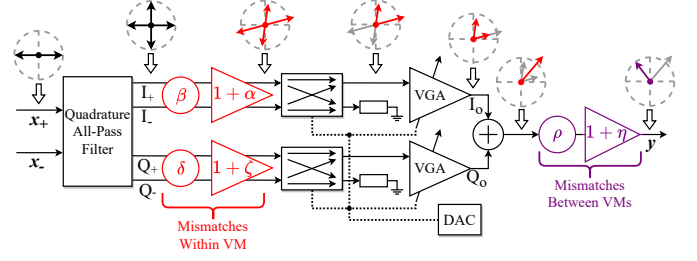 x+
x-
Quadrature
All-Pass
Filter
I+
I-
Q+
Q-
β
1 + α
δ
1 + ζ
Mismatches
Within VM
VGA
VGA
Io
Qo
DAC
ρ
1 + η
y
Mismatches
Between VMs